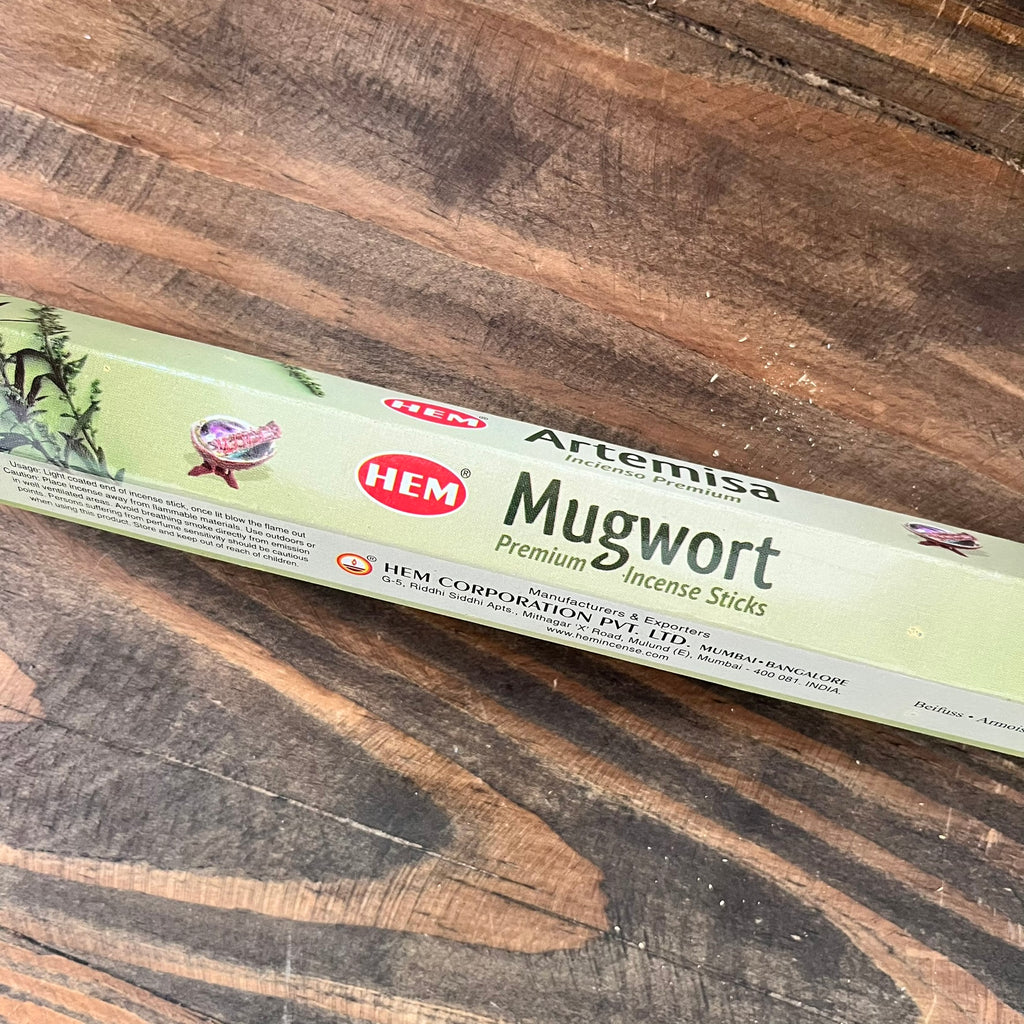 HEM®
Artemisa
Incienso Premium
HEM®
Mugwort
Premium Incense Sticks
Usage: Light coated end of incense stick, once lit blow the flame out
Caution: Place incense away from flammable materials. Use outdoors or
in well ventilated areas. Avoid breathing smoke directly from emission
points. Persons suffering from perfume sensitivity should be cautious
when using this product. Store and keep out of reach of children.
®
Manufacturers & Exporters
HEM CORPORATION PVT. LTD. MUMBAI • BANGALORE
G-5, Riddhi Siddhi Apts., Mithagar 'X' Road, Mulund (E), Mumbai - 400 081. INDIA.
www.hemincense.com
Beifuss • Armois